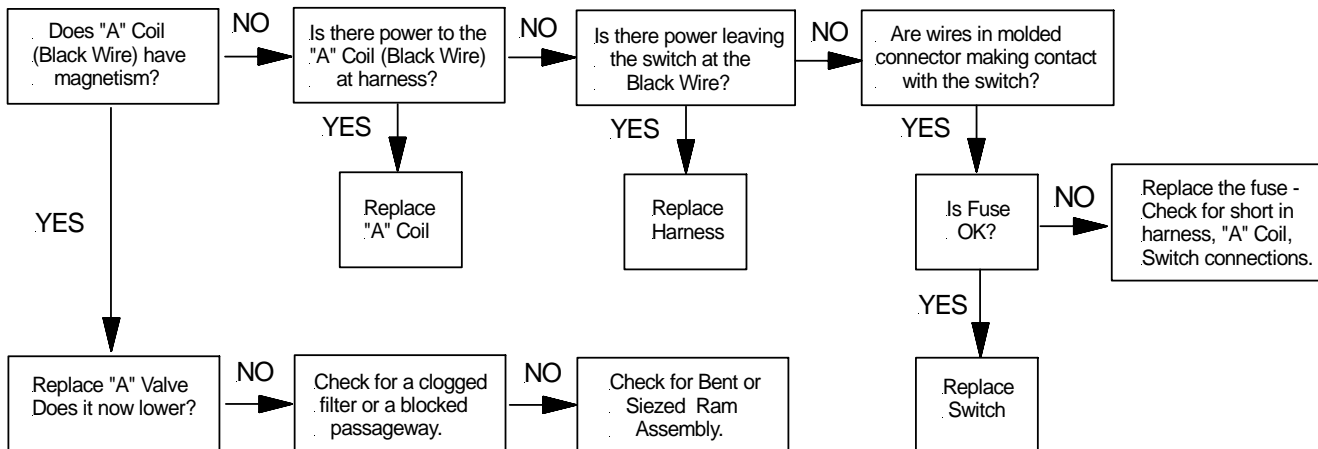 Does "A" Coil
(Black Wire) have
magnetism?
NO
Is there power to the
"A" Coil (Black Wire)
at harness?
NO
Is there power leaving
the switch at the
Black Wire?
NO
Are wires in molded
connector making contact
with the switch?
YES
YES
YES
YES
Replace
"A" Coil
Replace
Harness
Is Fuse
OK?
NO
Replace the fuse -
Check for short in
harness, "A" Coil,
Switch connections.
YES
Replace "A" Valve
Does it now lower?
NO
Check for a clogged
filter or a blocked
passageway.
NO
Check for Bent or
Siezed Ram
Assembly.
Replace
Switch